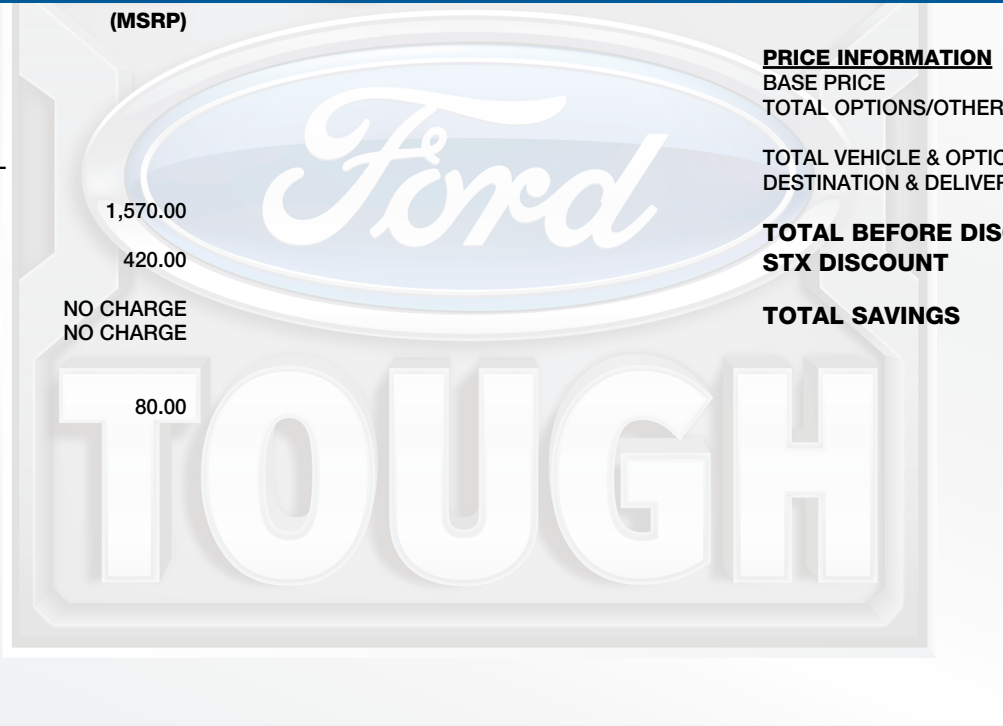 (MSRP)
1,570.00
420.00
NO CHARGE
NO CHARGE
80.00
PRICE INFORMATION
BASE PRICE
TOTAL OPTIONS/OTHER
TOTAL VEHICLE & OPTIO
DESTINATION & DELIVER
TOTAL BEFORE DIS
STX DISCOUNT
TOTAL SAVINGS
Ford
TOUGH